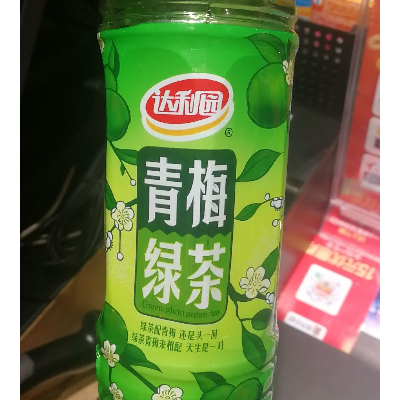 达利园
®
青梅
绿茶
Green plum green tea
绿茶配青梅 还是头一回
绿茶青梅来相配 天生是一对